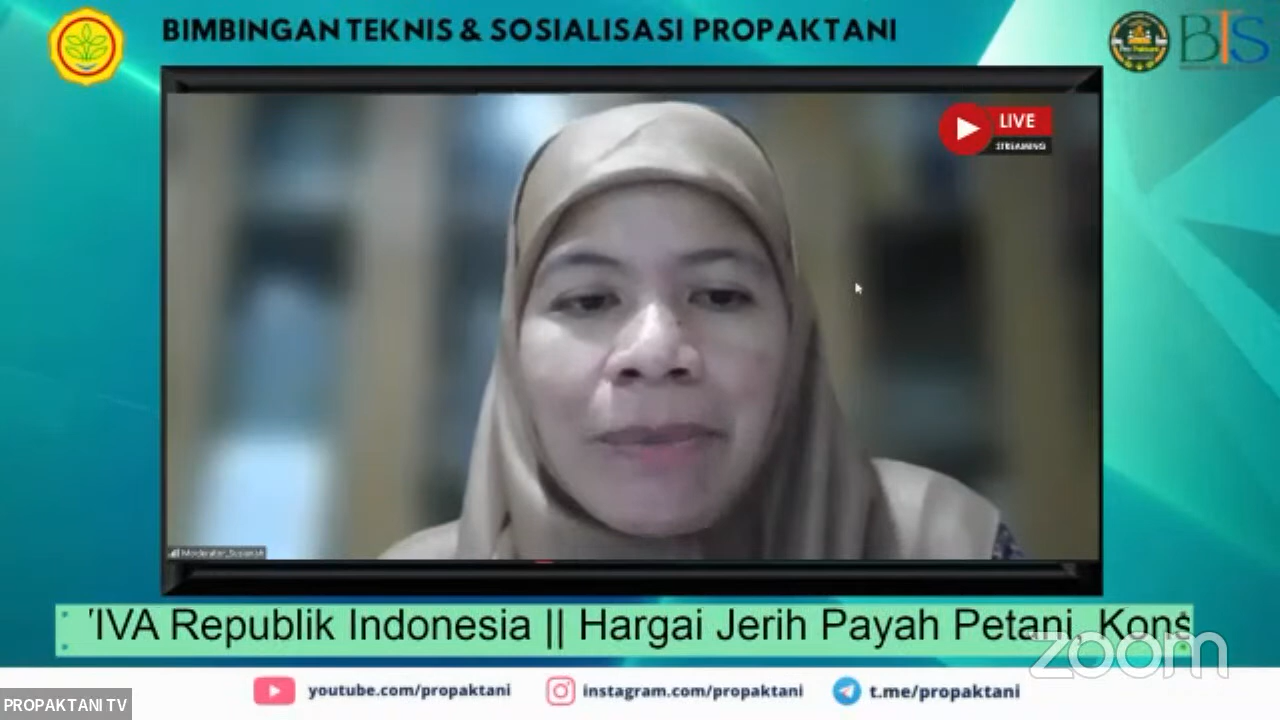 BIMBINGAN TEKNIS & SOSIALISASI PROPAKTANI
BTS
LIVE
STREAMING
Moderator_Susianah
'IVA Republik Indonesia || Hargai Jerih Payah Petani, Kons
zoom
youtube.com/propaktani
instagram.com/propaktani
t.me/propaktani
PROPAKTANI TV